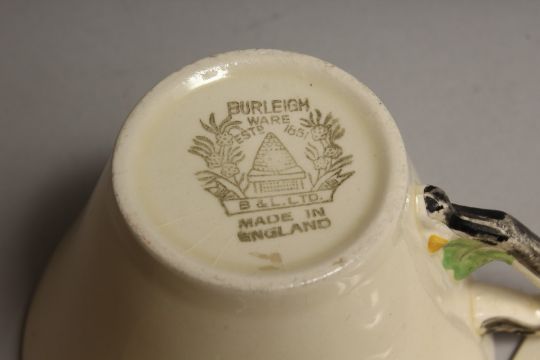 BURLEIGH
WARE
ESTD 1851
B & L. LTD.
MADE IN
ENGLAND